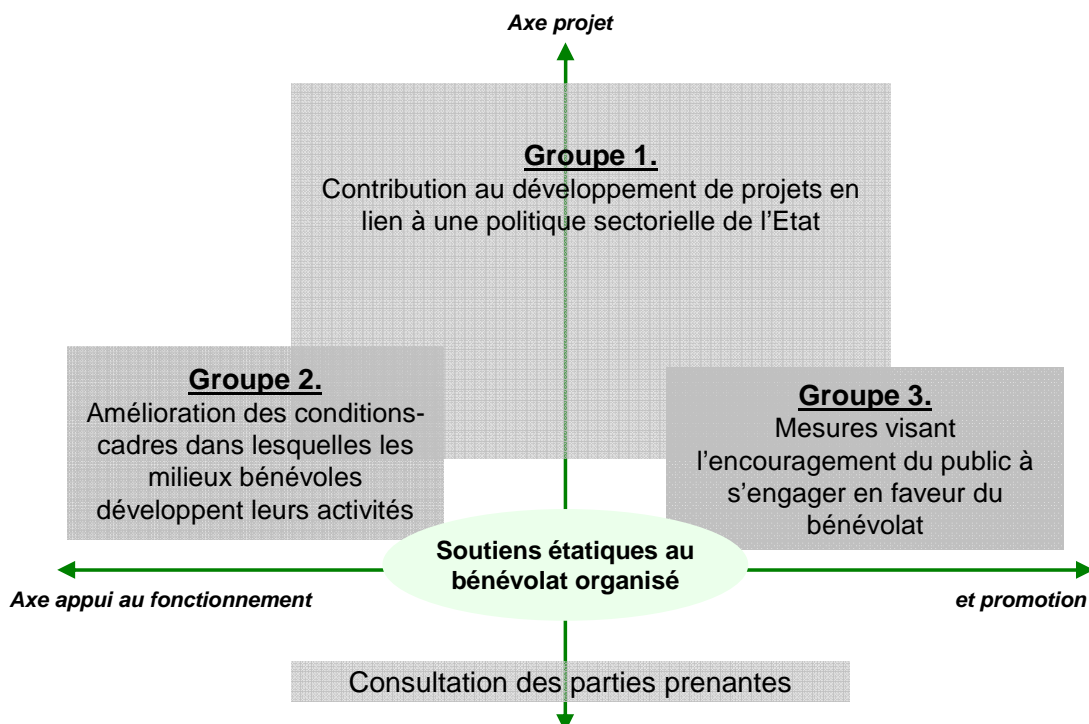 Axe projet
Groupe 1.
Contribution au développement de projets en
lien à une politique sectorielle de l'Etat
Groupe 2.
Amélioration des conditions-
cadres dans lesquelles les
milieux bénévoles
développent leurs activités
Groupe 3.
Mesures visant
l'encouragement du public à
s'engager en faveur du
bénévolat
Soutiens étatiques au
bénévolat organisé
Axe appui au fonctionnement
et promotion
Consultation des parties prenantes